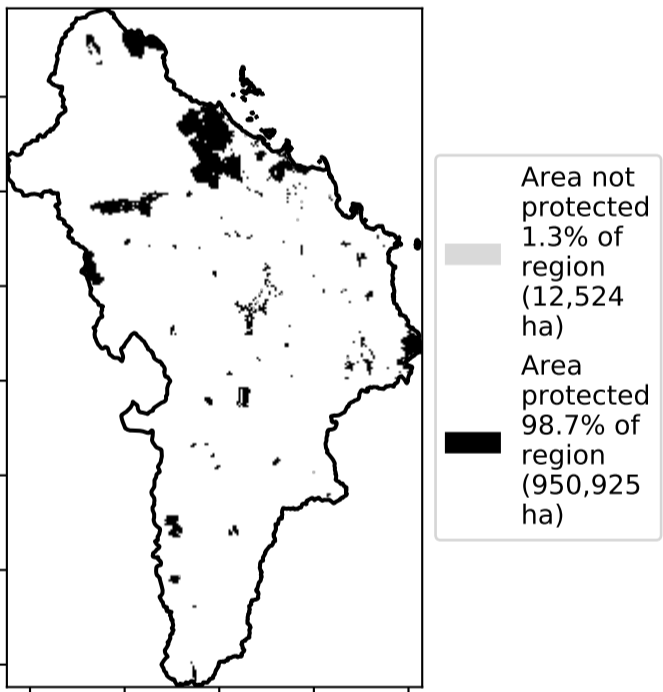 Area not
protected
1.3% of
region
(12,524
ha)
Area
protected
98.7% of
region
(950,925
ha)